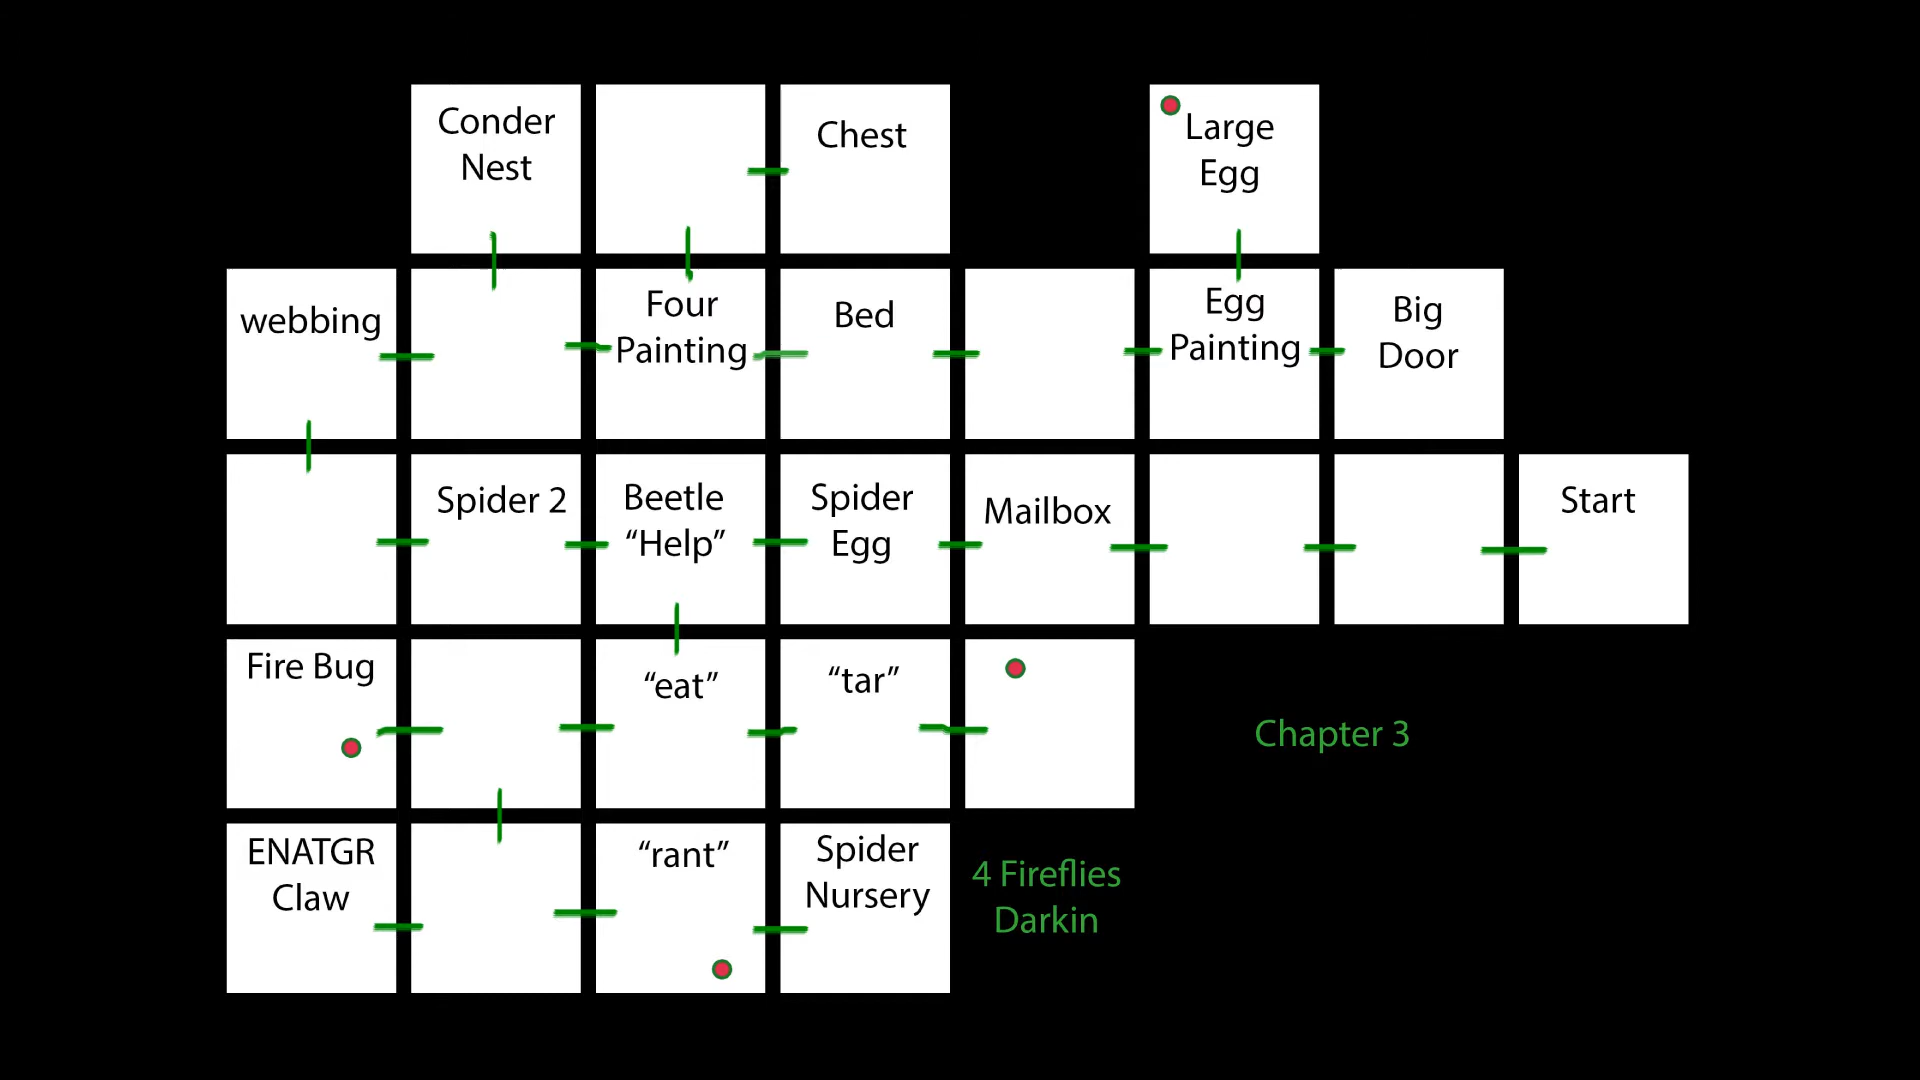 Conder
Nest
Chest
Large
Egg
webbing
Four
Painting
Bed
Egg
Painting
Big
Door
Spider 2
Beetle
“Help”
Spider
Egg
Mailbox
Start
Fire Bug
“eat”
“tar”
Chapter 3
ENATGR
Claw
“rant”
Spider
Nursery
4 Fireflies
Darkin